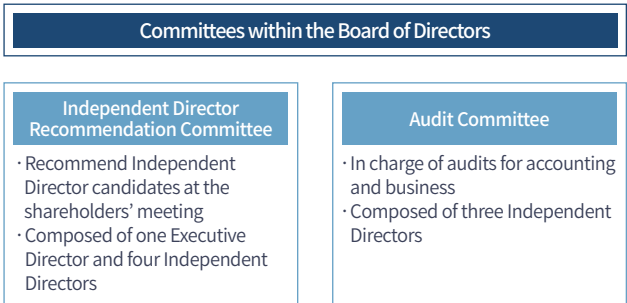 Committees within the Board of Directors
Independent Director
Recommendation Committee
· Recommend Independent
Director candidates at the
shareholders’ meeting
· Composed of one Executive
Director and four Independent
Directors
Audit Committee
· In charge of audits for accounting
and business
· Composed of three Independent
Directors